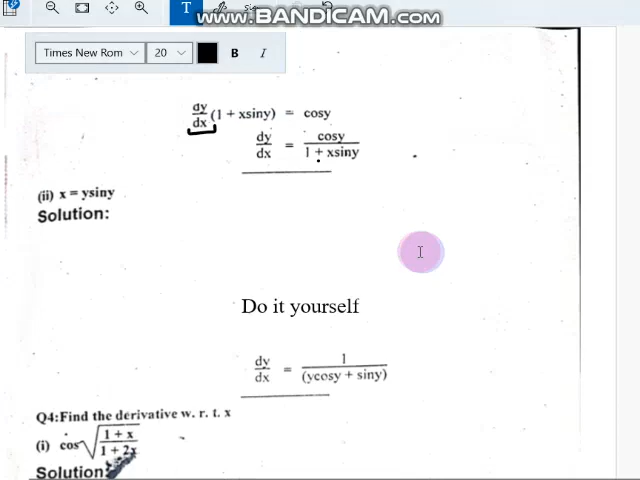 WWW.BANDICAM.COM
Times New Rom 20 B I
dy/dx (1 + xsiny) = cosy
dy/dx = cosy / 1 + xsiny
(ii) x = ysiny
Solution:
Do it yourself
dy/dx = 1 / (ycosy + siny)
Q4:Find the derivative w. r. t. x
(i) cos√(1 + x / 1 + 2x)
Solution: